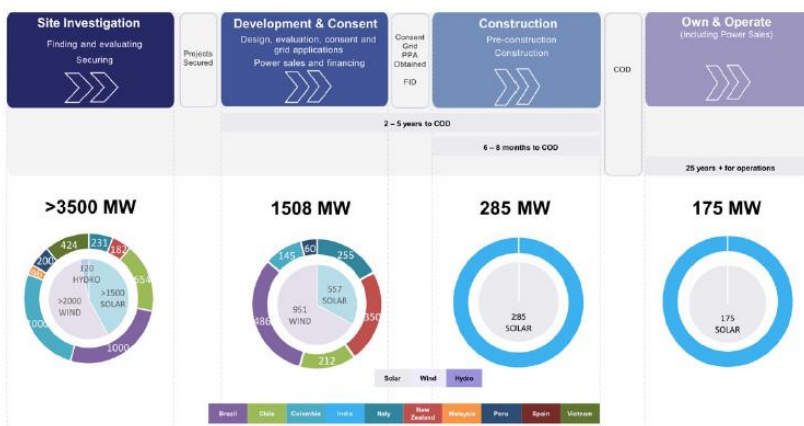 Site Investigation
Finding and evaluating
Securing
Projects
Secured
Development & Consent
Design, evaluation, consent and
grid applications
Power sales and financing
Consent
Grid
PPA
Obtained
FID
Construction
Pre-construction
Construction
COD
Own & Operate
(Including Power Sales)
2 – 5 years to COD
6 – 8 months to COD
25 years + for operations
>3500 MW
1508 MW
285 MW
175 MW
424
231
182
654
1000
200
120
HYDRO
>2000
WIND
>1500
SOLAR
145
60
255
350
212
486
951
WIND
557
SOLAR
285
SOILAR
175
SOLAR
Solar Wind Hydro
Brazil Chile Colombia India Italy New Zealand Malaysia Peru Spain Vietnam